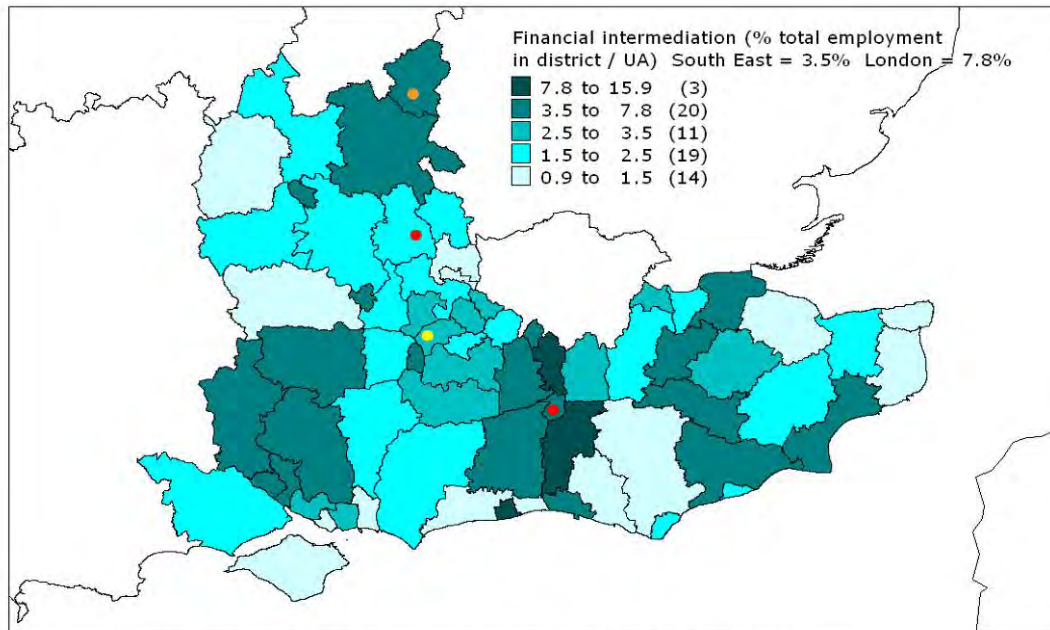 Financial intermediation (% total employment
in district / UA) South East = 3.5% London = 7.8%
7.8 to 15.9 (3)
3.5 to 7.8 (20)
2.5 to 3.5 (11)
1.5 to 2.5 (19)
0.9 to 1.5 (14)